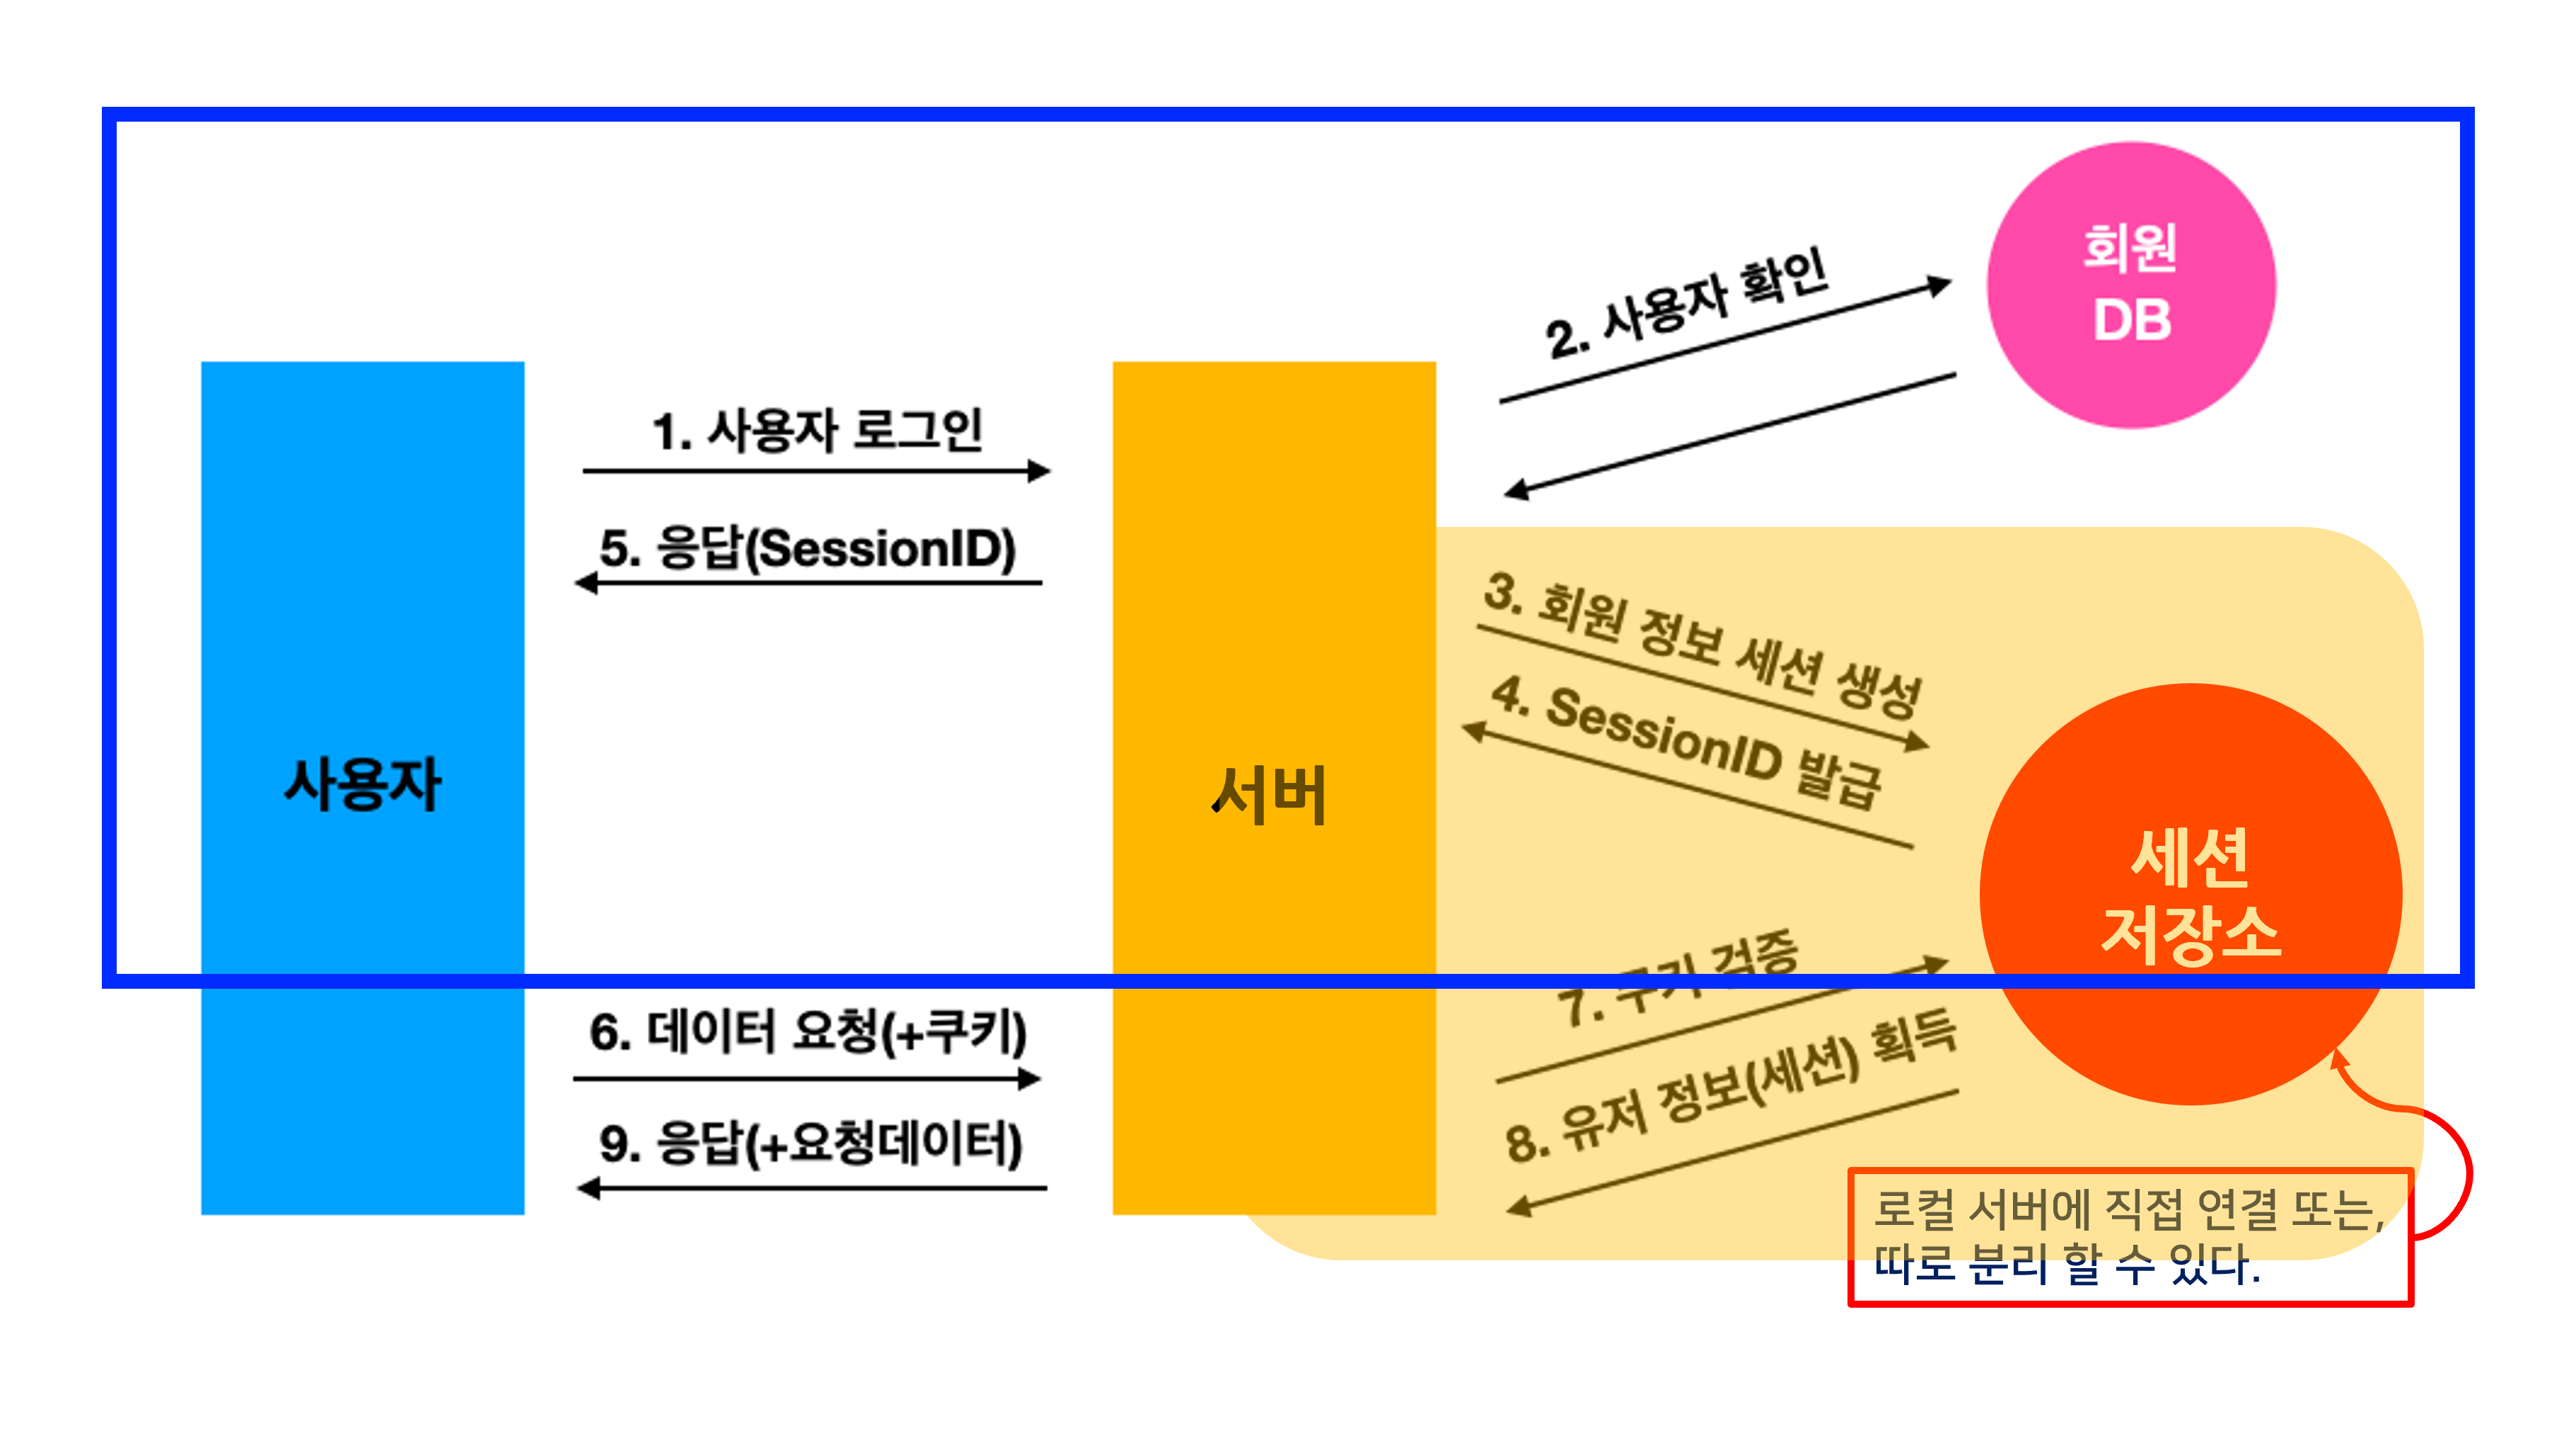 회원
DB
2. 사용자 확인
1. 사용자 로그인
5. 응답(SessionID)
3. 회원 정보 세션 생성
4. SessionID 발급
사용자
서버
세션
저장소
7. 쿠키 검증
6. 데이터 요청(+쿠키)
8. 유저 정보(세션) 획득
9. 응답(+요청데이터)
로컬 서버에 직접 연결 또는,
따로 분리 할 수 있다.